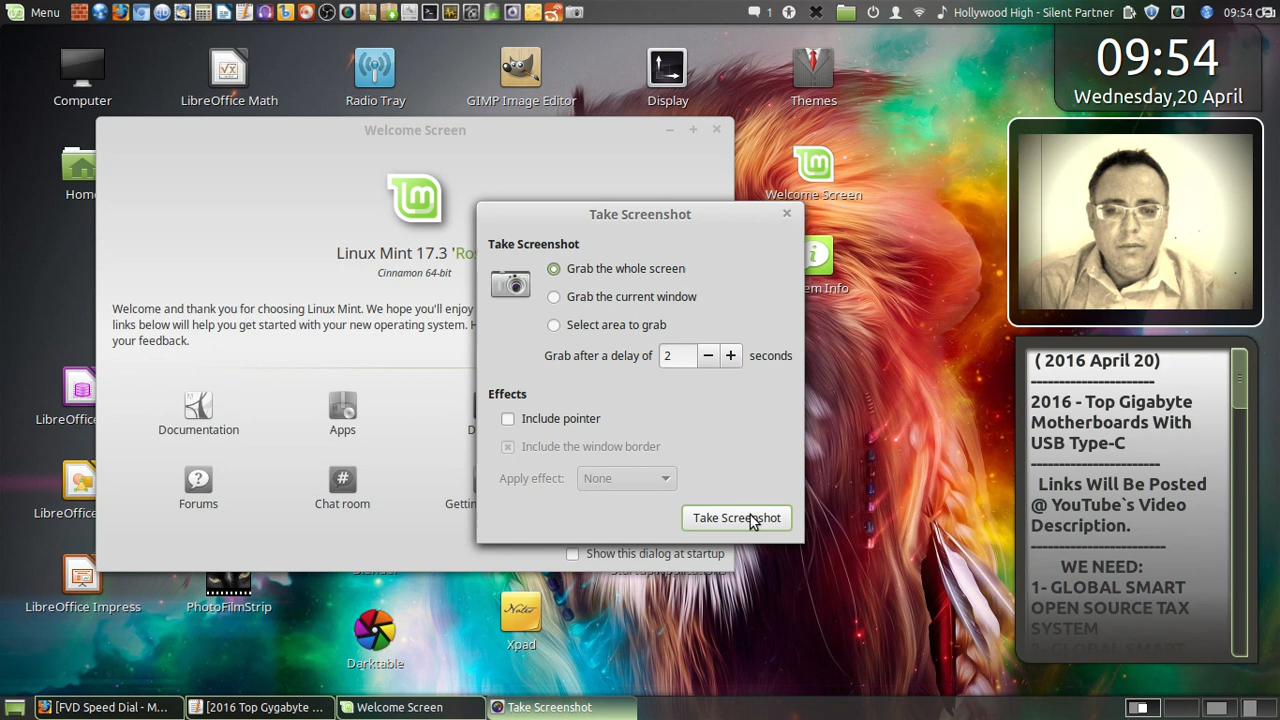 Menu
1
Hollywood High - Silent Partner
09:54
Computer
LibreOffice Math
Radio Tray
GIMP Image Editor
Display
Themes
09:54
Wednesday,20 April
Home
Welcome Screen
Welcome Screen
Linux Mint 17.3 'Ro
Cinnamon 64-bit
Welcome and thank you for choosing Linux Mint. We hope you'll enjoy
links below will help you get started with your new operating system. H
your feedback.
Documentation
Apps
D
Forums
Chat room
Gettin
Show this dialog at startup
Take Screenshot
Take Screenshot
Grab the whole screen
Grab the current window
Select area to grab
Grab after a delay of 2 seconds
Effects
Include pointer
Include the window border
Apply effect: None
Take Screenshot
em Info
LibreOffice
LibreOffice
LibreOffice Impress
PhotoFilmStrip
Darktable
Notes
Xpad
( 2016 April 20)
-----------------------
2016 - Top Gigabyte
Motherboards With
USB Type-C
------------------------
Links Will Be Posted
@ YouTube`s Video
Description.
-------------------------
WE NEED:
1- GLOBAL SMART
OPEN SOURCE TAX
SYSTEM
2- GLOBAL SMART
[FVD Speed Dial - M...
[2016 Top Gygabyte ...
Welcome Screen
Take Screenshot